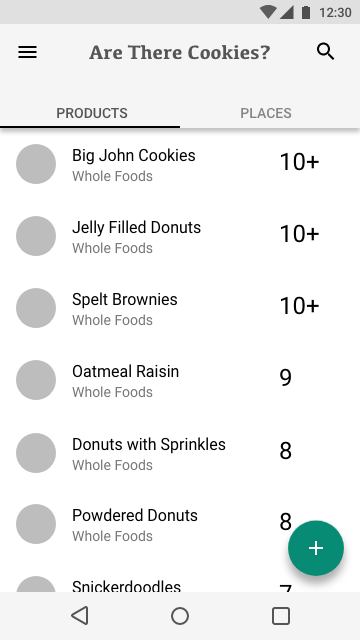 12:30
Are There Cookies?
PRODUCTS
PLACES
Big John Cookies
10+
Whole Foods
Jelly Filled Donuts
10+
Whole Foods
Spelt Brownies
10+
Whole Foods
Oatmeal Raisin
9
Whole Foods
Donuts with Sprinkles
8
Whole Foods
Powdered Donuts
8
Whole Foods
Snickerdoodles
7